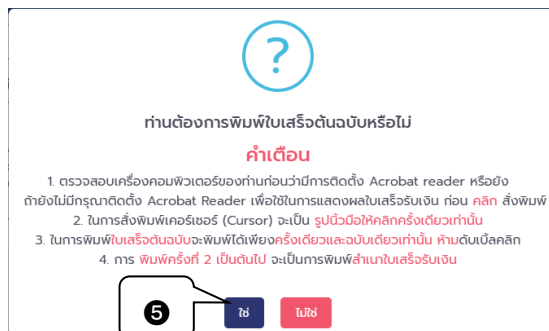 ?
ท่านต้องการพิมพ์ใบเสร็จต้นฉบับหรือไม่
คำเตือน
1. ตรวจสอบเครื่องคอมพิวเตอร์ของท่านก่อนว่ามีการติดตั้ง Acrobat reader หรือยัง
ถ้ายังไม่มีกรุณาติดตั้ง Acrobat Reader เพื่อใช้ในการแสดงผลใบเสร็จรับเงิน ก่อน คลิก สั่งพิมพ์
2. ในการสั่งพิมพ์เคอร์เซอร์ (Cursor) จะเป็น รูปนิ้วมือให้คลิกครั้งเดียวเท่านั้น
3. ในการพิมพ์ใบเสร็จต้นฉบับจะพิมพ์ได้เพียงครั้งเดียวและฉบับเดียวเท่านั้น ห้ามดับเบิ้ลคลิก
4. การ พิมพ์ครั้งที่ 2 เป็นต้นไป จะเป็นการพิมพ์สำเนาใบเสร็จรับเงิน
❺ ใช่ ไม่ใช่